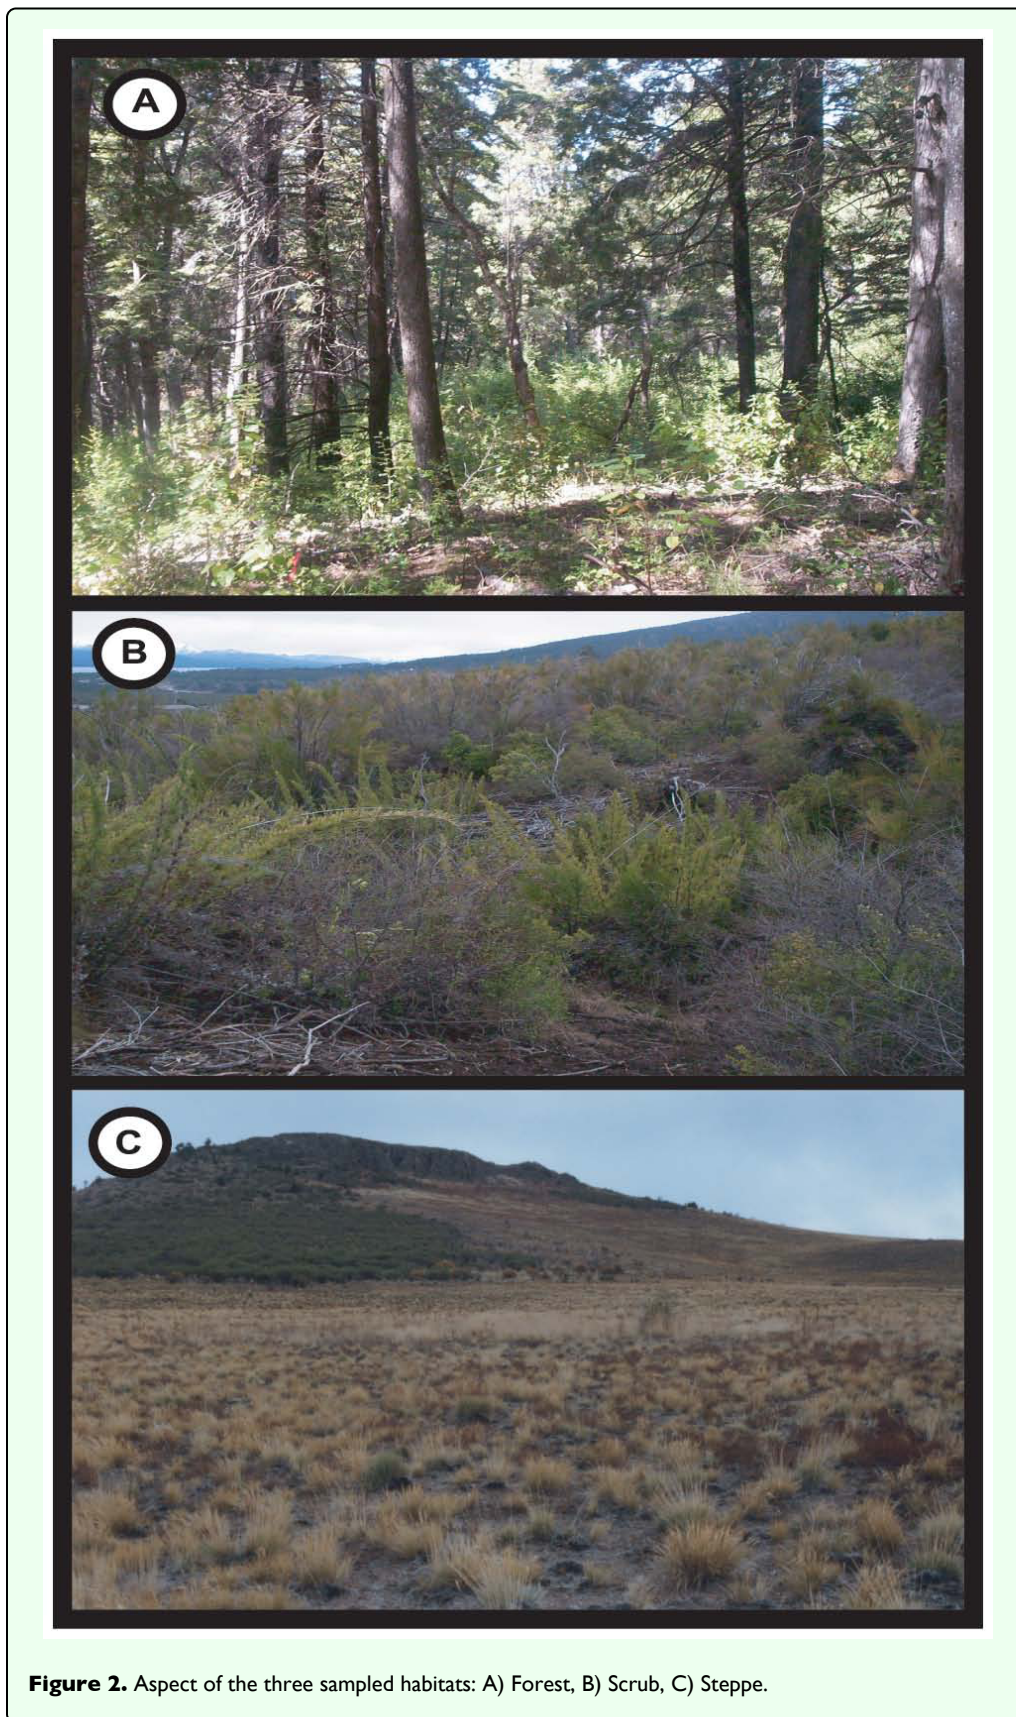 A
B
C
Figure 2. Aspect of the three sampled habitats: A) Forest, B) Scrub, C) Steppe.